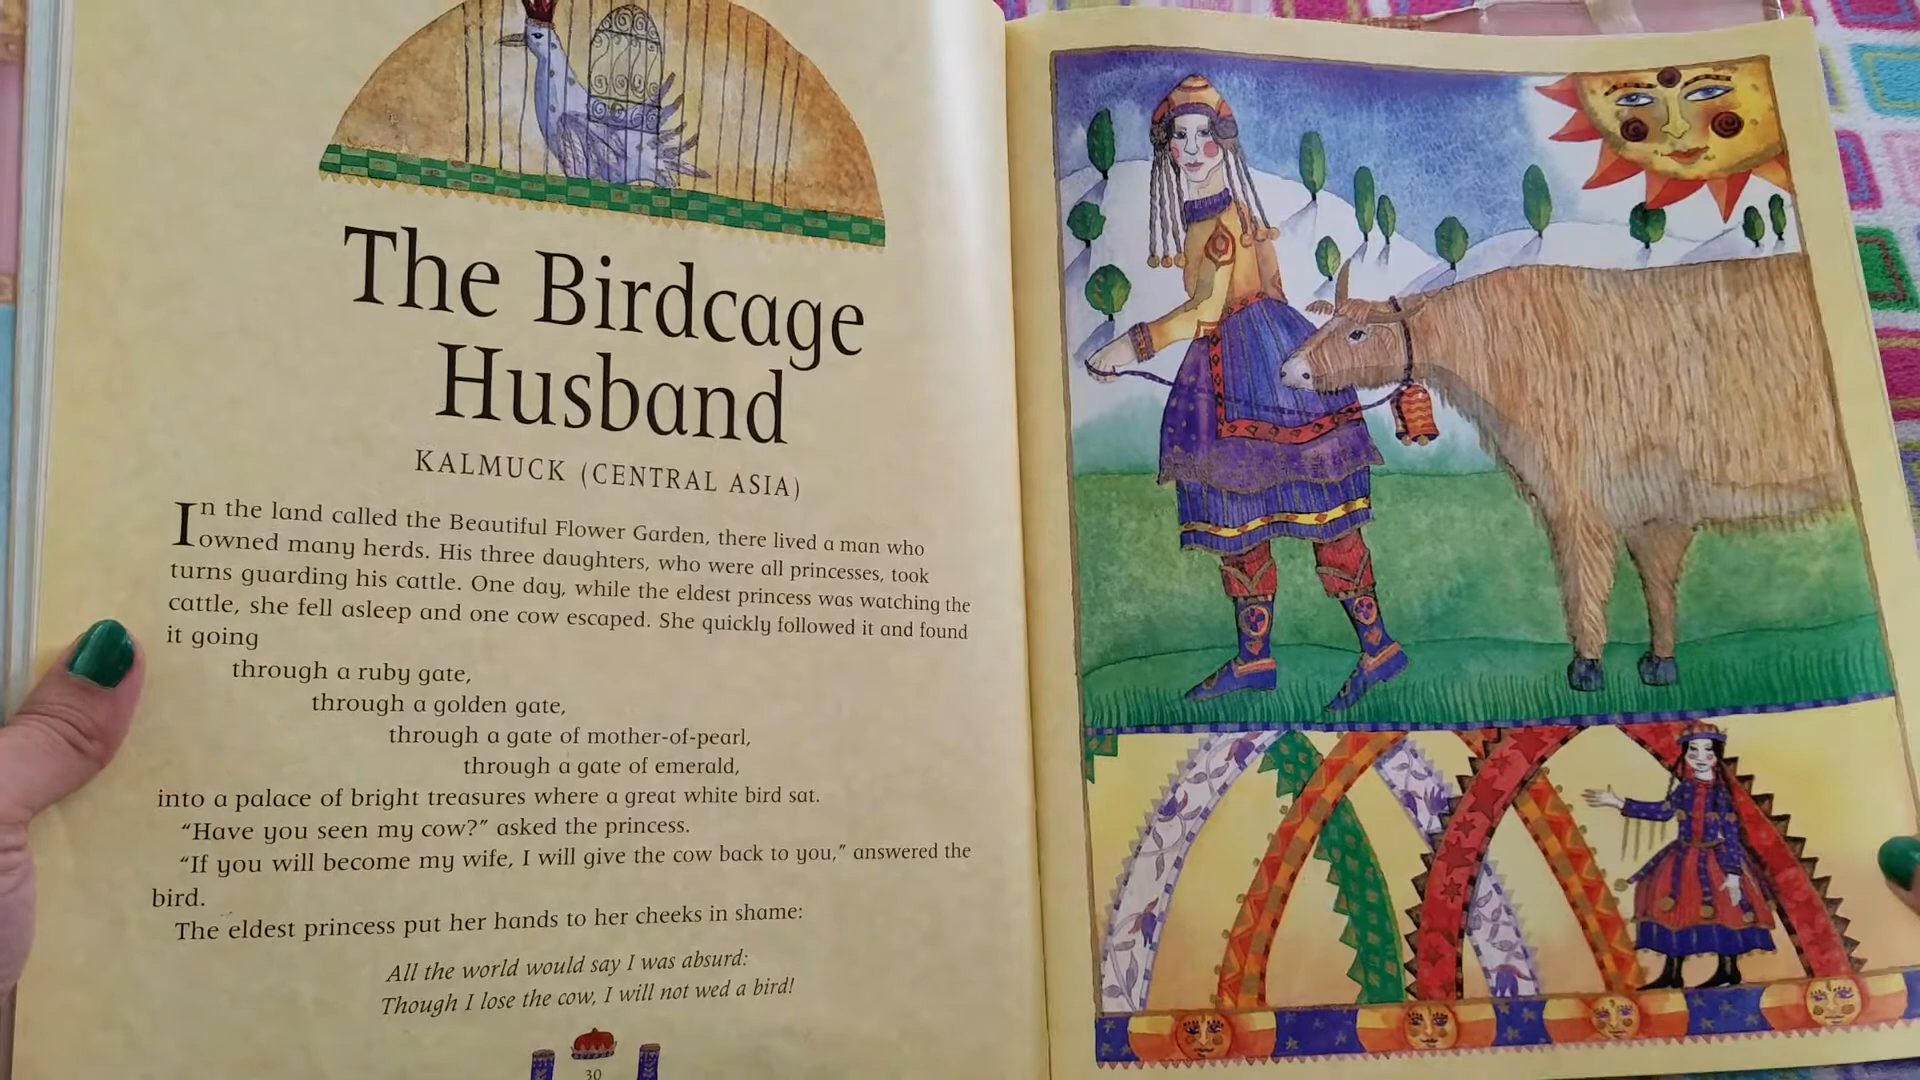 The Birdcage
Husband
KALMUCK (CENTRAL ASIA)
In the land called the Beautiful Flower Garden, there lived a man who
owned many herds. His three daughters, who were all princesses, took
turns guarding his cattle. One day, while the eldest princess was watching the
cattle, she fell asleep and one cow escaped. She quickly followed it and found
it going
through a ruby gate,
through a golden gate,
through a gate of mother-of-pearl,
through a gate of emerald,
into a palace of bright treasures where a great white bird sat.
“Have you seen my cow?” asked the princess.
“If you will become my wife, I will give the cow back to you,” answered the
bird.
The eldest princess put her hands to her cheeks in shame:
All the world would say I was absurd:
Though I lose the cow, I will not wed a bird!
30